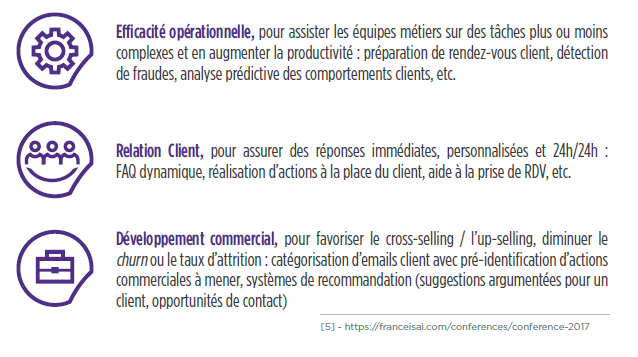 Efficacité opérationnelle, pour assister les équipes métiers sur des tâches plus ou moins
complexes et en augmenter la productivité : préparation de rendez-vous client, détection
de fraudes, analyse prédictive des comportements clients, etc.
Relation Client, pour assurer des réponses immédiates, personnalisées et 24h/24h :
FAQ dynamique, réalisation d'actions à la place du client, aide à la prise de RDV, etc.
Développement commercial, pour favoriser le cross-selling / l'up-selling, diminuer le
churn ou le taux d'attrition : catégorisation d'emails client avec pré-identification d'actions
commerciales à mener, systèmes de recommandation (suggestions argumentées pour un
client, opportunités de contact)
[5] - https://franceisai.com/conferences/conference-2017